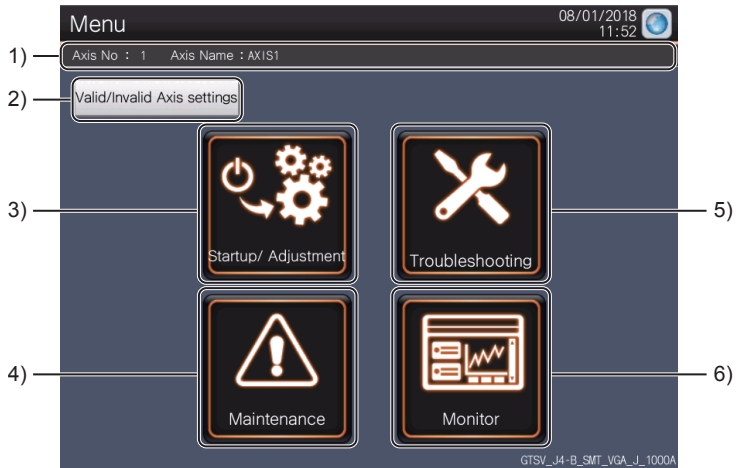 Menu
08/01/2018
11:52
1)
Axis No : 1 Axis Name : AXIS1
2)
Valid/Invalid Axis settings
3)
Startup/ Adjustment
Troubleshooting
5)
4)
Maintenance
Monitor
6)
GTSV_J4-B_SMT_VGA_J_1000A